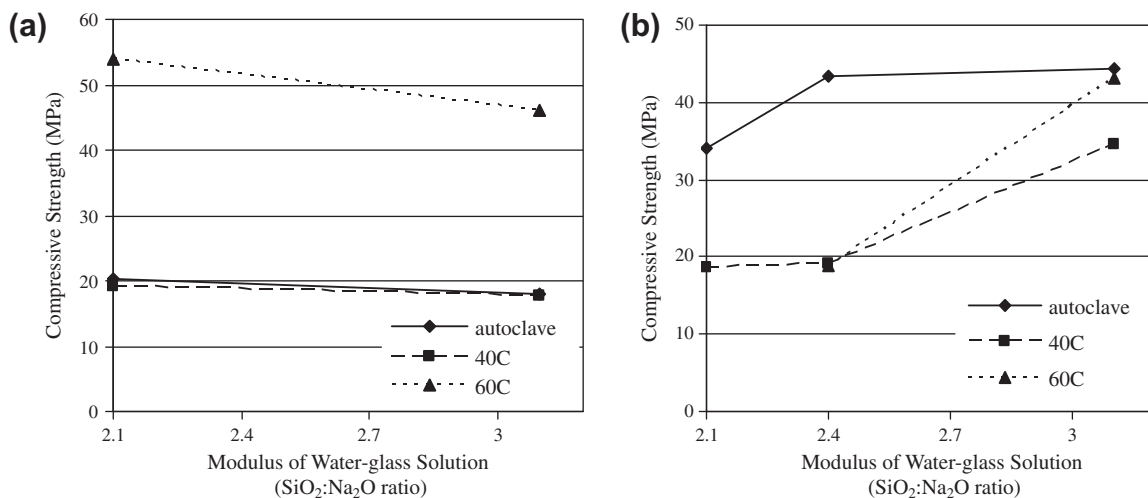 (a)
60
50
40
30
20
10
0
Compressive Strength (MPa)
autoclave
40C
60C
2.1 2.4 2.7 3
Modulus of Water-glass Solution
(SiO₂:Na₂O ratio)
(b)
50
40
30
20
10
0
Compressive Strength (MPa)
autoclave
40C
60C
2.1 2.4 2.7 3
Modulus of Water-glass Solution
(SiO₂:Na₂O ratio)